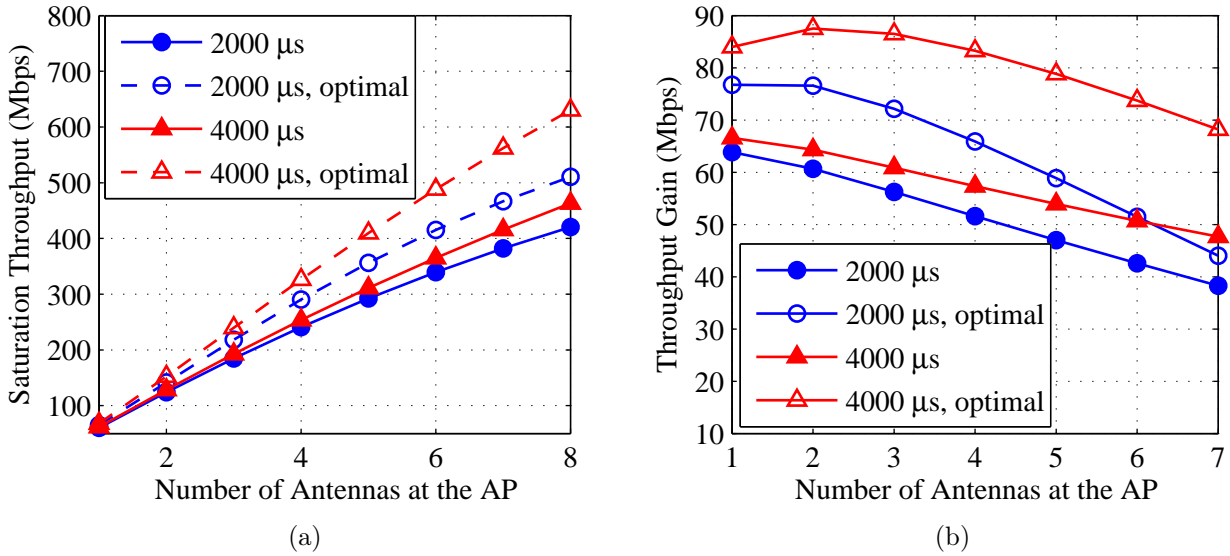 800
700
600
500
400
300
200
100
2 4 6 8
Saturation Throughput (Mbps)
Number of Antennas at the AP
2000 μs
2000 μs, optimal
4000 μs
4000 μs, optimal
(a)
90
80
70
60
50
40
30
20
10
1 2 3 4 5 6 7
Throughput Gain (Mbps)
Number of Antennas at the AP
2000 μs
2000 μs, optimal
4000 μs
4000 μs, optimal
(b)